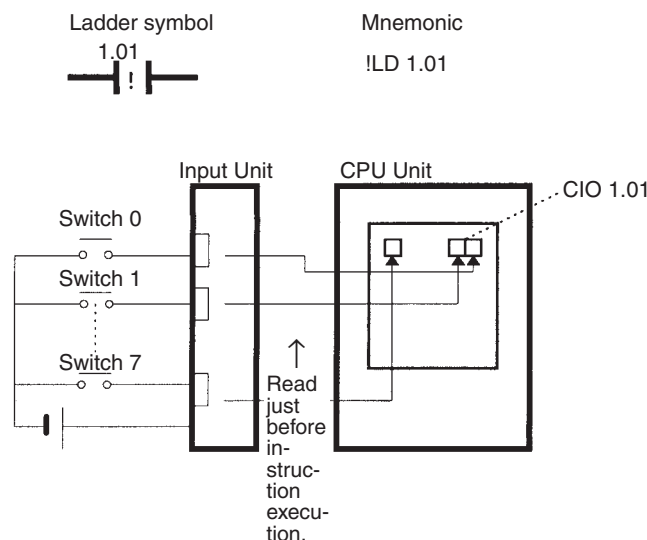 Ladder symbol
Mnemonic
1.01
!
!LD 1.01
Input Unit
CPU Unit
CIO 1.01
Switch 0
Switch 1
Switch 7
Read
just
before
in-
struc-
tion
execu-
tion.